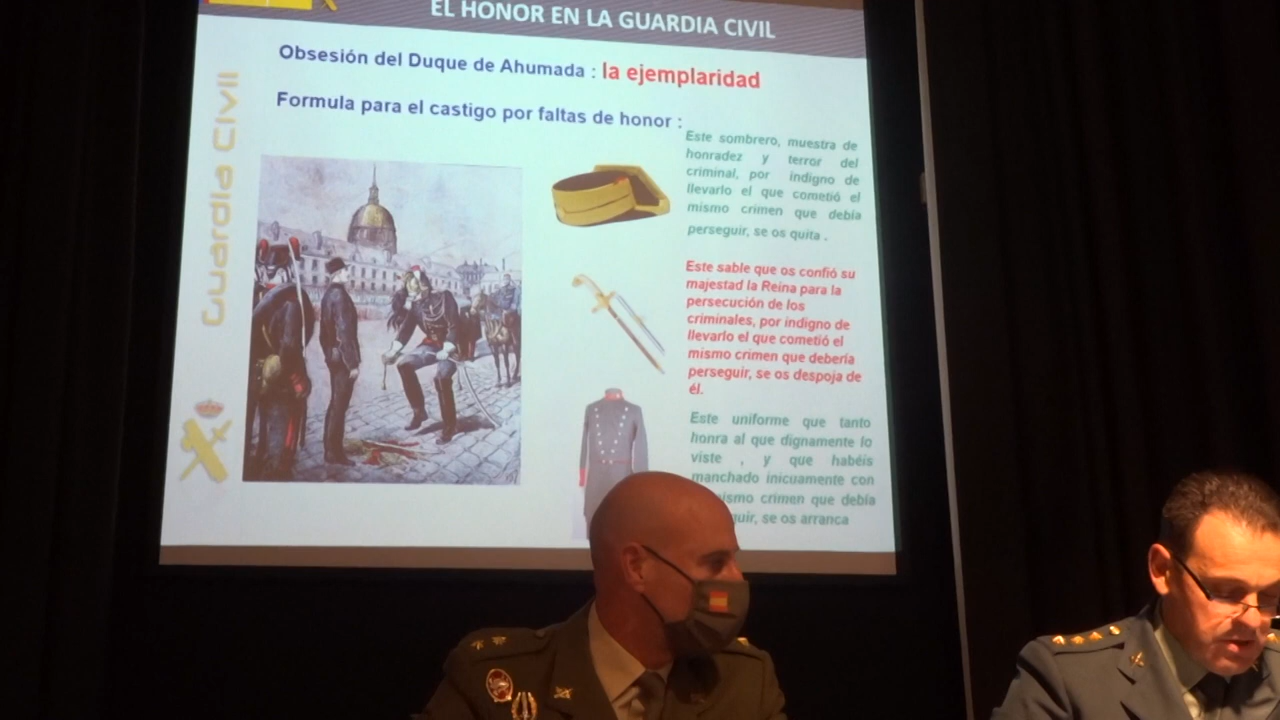 EL HONOR EN LA GUARDIA CIVIL
Obsesión del Duque de Ahumada : la ejemplaridad
Formula para el castigo por faltas de honor :
Guardia Civil
Este sombrero, muestra de
honradez y terror del
criminal, por indigno de
llevarlo el que cometió el
mismo crimen que debía
perseguir, se os quita .
Este sable que os confió su
majestad la Reina para la
persecución de los
criminales, por indigno de
llevarlo el que cometió el
mismo crimen que debería
perseguir, se os despoja de
él.
Este uniforme que tanto
honra al que dignamente lo
viste , y que habéis
manchado inicuamente con
crimen que debía
se os arranca